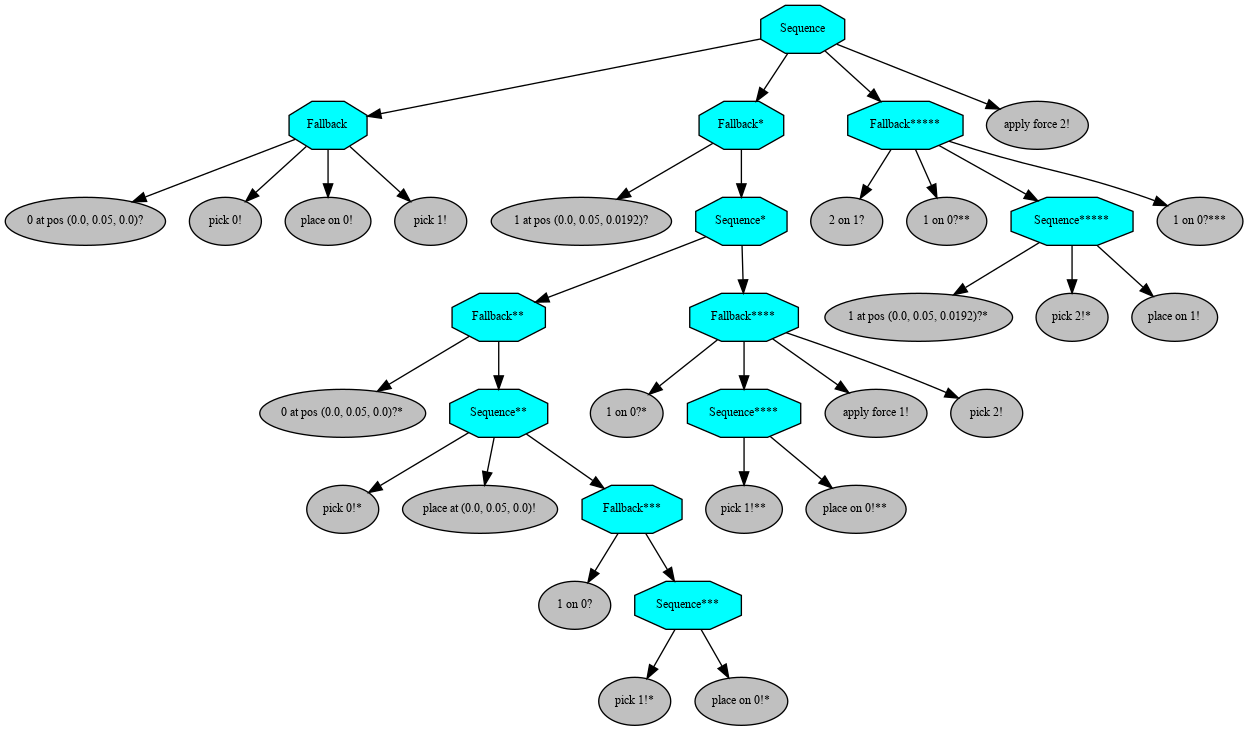 Sequence
Fallback
Fallback*
Fallback*****
apply force 2!
0 at pos (0.0, 0.05, 0.0)?
pick 0!
place on 0!
pick 1!
1 at pos (0.0, 0.05, 0.0192)?
Sequence*
2 on 1?
1 on 0?**
Sequence*****
1 on 0?***
Fallback**
Fallback****
1 at pos (0.0, 0.05, 0.0192)?*
pick 2!*
place on 1!
0 at pos (0.0, 0.05, 0.0)?*
Sequence**
1 on 0?*
Sequence****
apply force 1!
pick 2!
pick 0!*
place at (0.0, 0.05, 0.0)!
Fallback***
pick 1!**
place on 0!**
1 on 0?
Sequence***
pick 1!*
place on 0!*